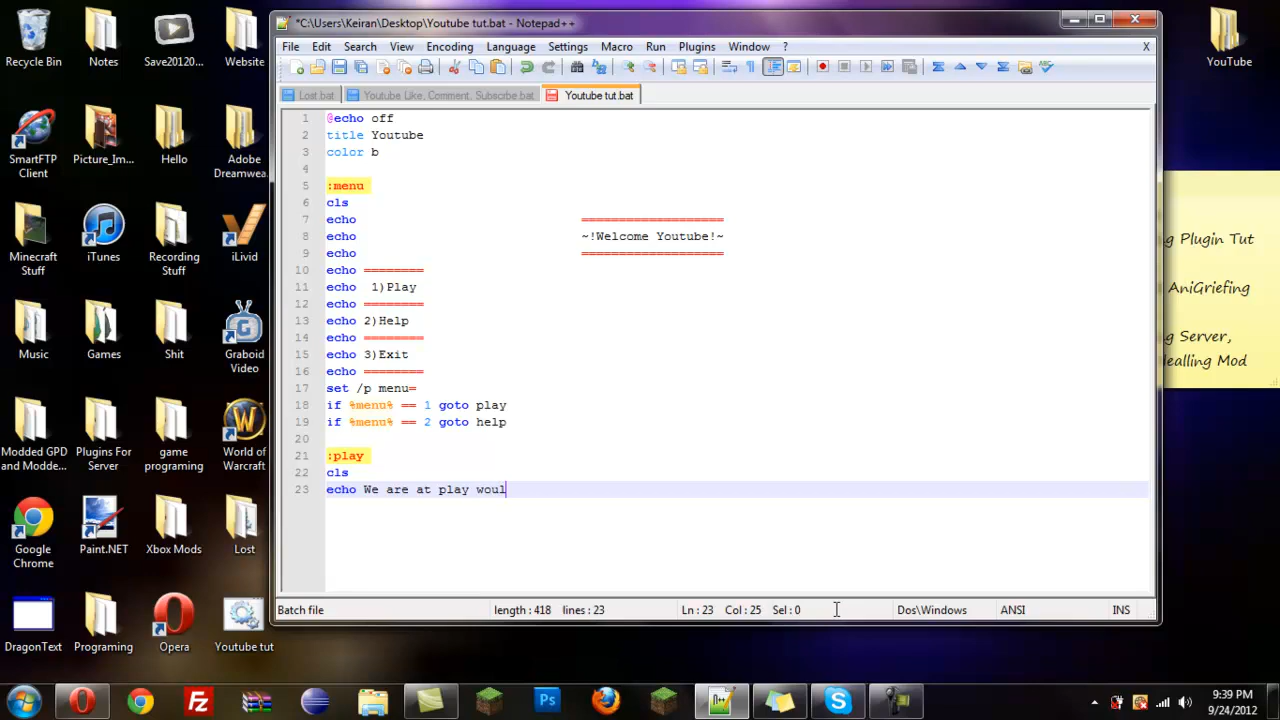 *C:\Users\Keiran\Desktop\Youtube tut.bat - Notepad++
File Edit Search View Encoding Language Settings Macro Run Plugins Window ? X
Lost.bat Youtube Like, Comment, Subscribe.bat Youtube tut.bat
1 @echo off
2 title Youtube
3 color b
4
5 :menu
6 cls
7 echo ===================
8 echo ~!Welcome Youtube!~
9 echo ===================
10 echo ========
11 echo 1)Play
12 echo ========
13 echo 2)Help
14 echo ========
15 echo 3)Exit
16 echo ========
17 set /p menu=
18 if %menu% == 1 goto play
19 if %menu% == 2 goto help
20
21 :play
22 cls
23 echo We are at play woul
Batch file length : 418 lines : 23 Ln : 23 Col : 25 Sel : 0 Dos\Windows ANSI INS
Recycle Bin
Notes
Save20120...
Website
SmartFTP Client
Picture_Im...
Hello
Adobe Dreamwea...
Minecraft Stuff
iTunes
Recording Stuff
iLivid
Music
Games
Shit
Graboid Video
Modded GPD and Modde...
Plugins For Server
game programing
World of Warcraft
Google Chrome
Paint.NET
Xbox Mods
Lost
DragonText
Programing
Opera
Youtube tut
YouTube
g Plugin Tut
AniGriefing
g Server,
ealling Mod
9:39 PM
9/24/2012